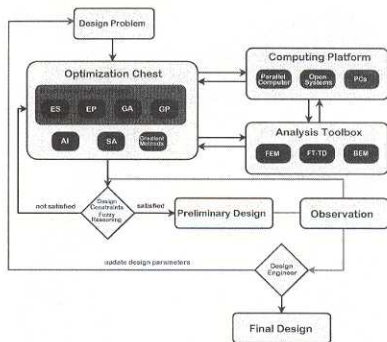 Design Problem
Optimization Chest
ES EP GA GP
AI SA Gradient
Methods
Computing Platform
Parallel
Computer
Open
Systems
PCs
Analysis Toolbox
FEM FT-TD BEM
not satisfied
Design
Constraints
Fuzzy
Reasoning
satisfied
Preliminary Design
Observation
update design parameters
Design
Engineer
Final Design